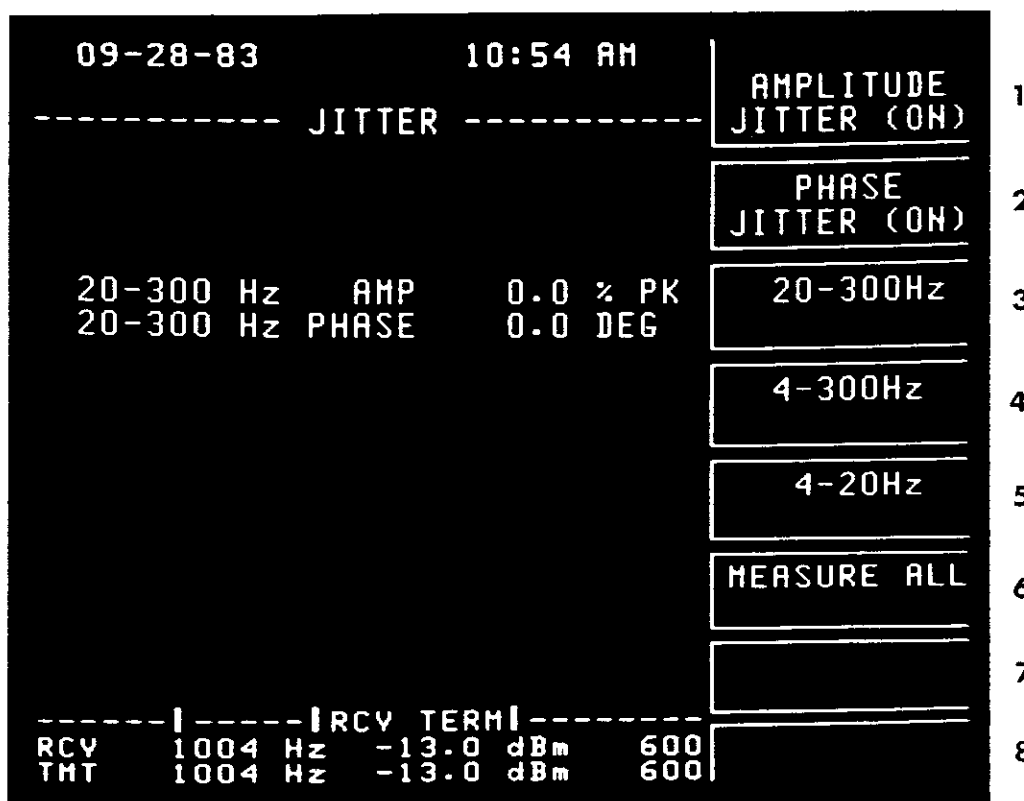 09-28-83 10:54 AM
----------- JITTER -----------
20-300 Hz AMP 0.0 % PK
20-300 Hz PHASE 0.0 DEG
------|-----|RCV TERM|--------
RCV 1004 Hz -13.0 dBm 600
TMT 1004 Hz -13.0 dBm 600
AMPLITUDE
JITTER (ON)
1
PHASE
JITTER (ON)
2
20-300Hz
3
4-300Hz
4
4-20Hz
5
MEASURE ALL
6
7
8